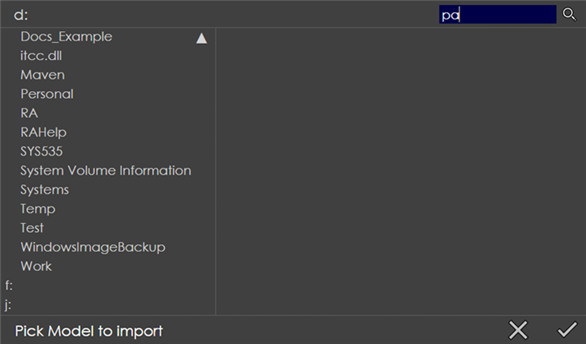 d:
pa
Docs_Example
itcc.dll
Maven
Personal
RA
RAHelp
SYS535
System Volume Information
Systems
Temp
Test
WindowsImageBackup
Work
f:
j:
Pick Model to import